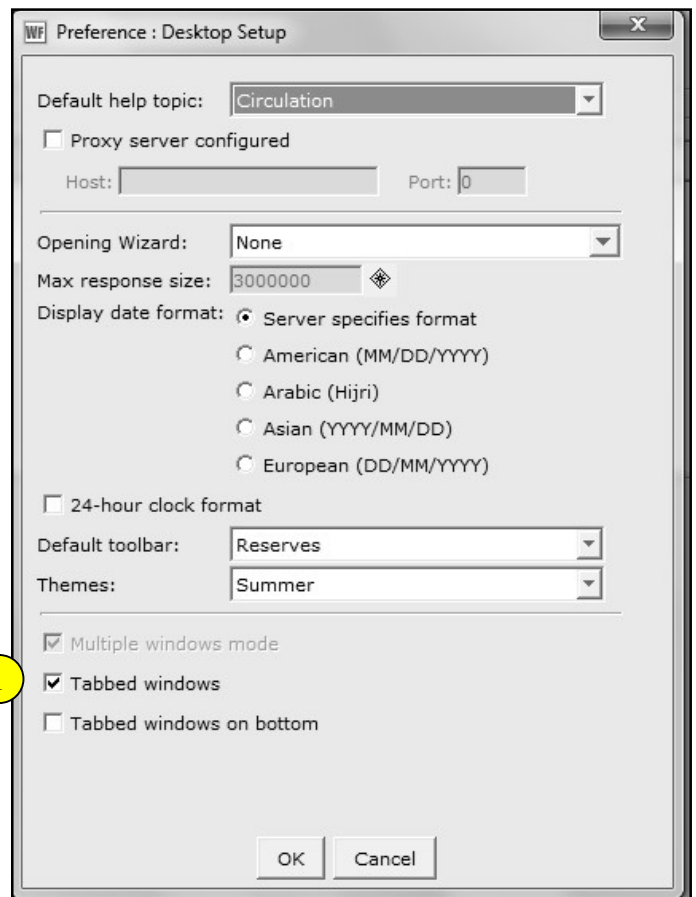 WF Preference : Desktop Setup x
Default help topic: Circulation
Proxy server configured
Host: Port: 0
Opening Wizard: None
Max response size: 3000000
Display date format: Server specifies format
American (MM/DD/YYYY)
Arabic (Hijri)
Asian (YYYY/MM/DD)
European (DD/MM/YYYY)
24-hour clock format
Default toolbar: Reserves
Themes: Summer
Multiple windows mode
Tabbed windows
Tabbed windows on bottom
OK Cancel